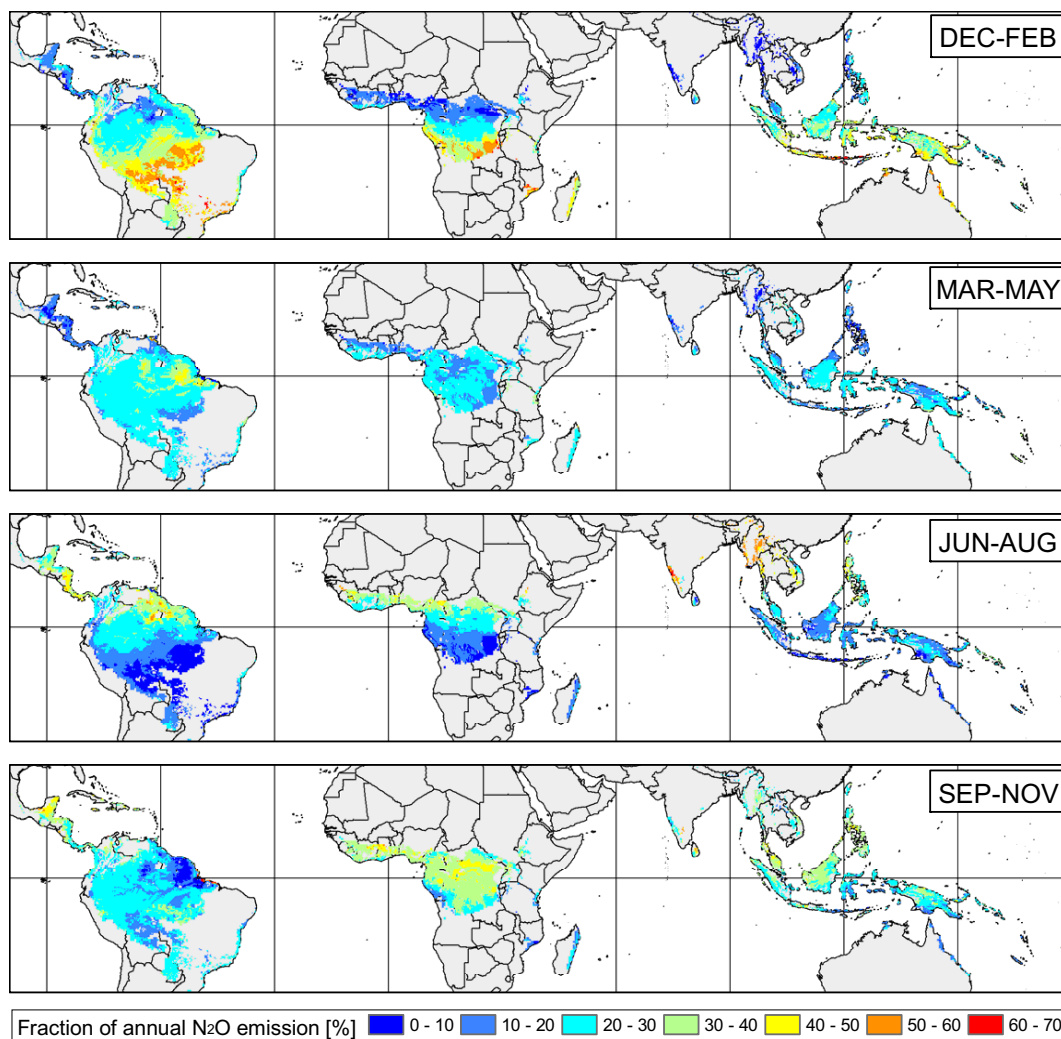 DEC-FEB
MAR-MAY
JUN-AUG
SEP-NOV
Fraction of annual N2O emission [%] 0 - 10 10 - 20 20 - 30 30 - 40 40 - 50 50 - 60 60 - 70